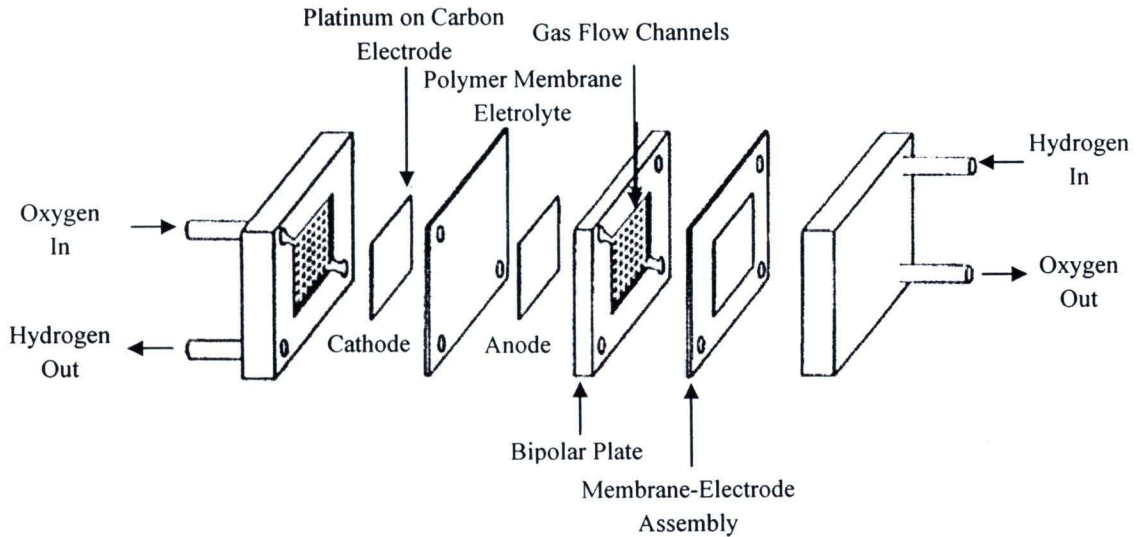 Platinum on Carbon
Electrode
Gas Flow Channels
Polymer Membrane
Eletrolyte
Hydrogen
In
Oxygen
In
Oxygen
Out
Hydrogen
Out
Cathode
Anode
Bipolar Plate
Membrane-Electrode
Assembly